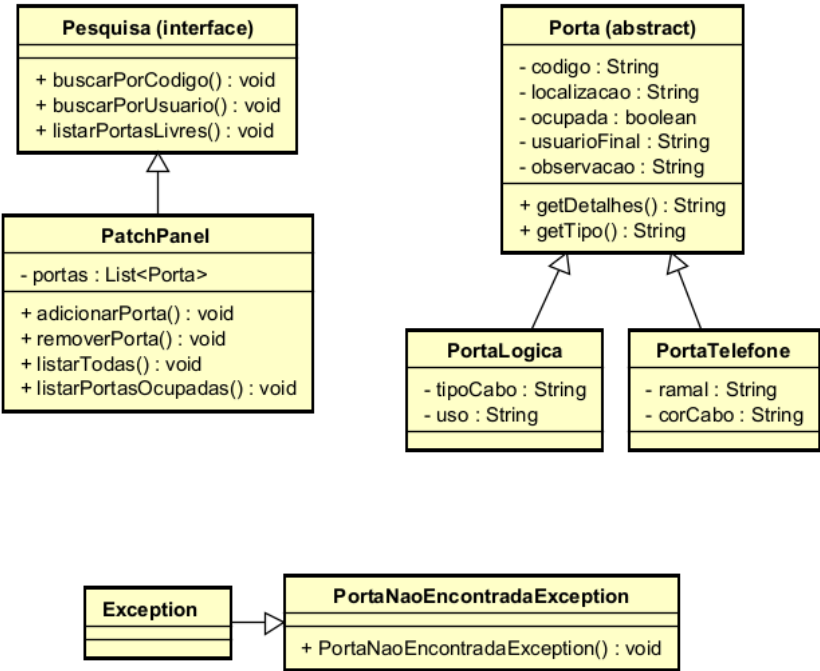 Pesquisa (interface)
+ buscarPorCodigo() : void
+ buscarPorUsuario() : void
+ listarPortasLivres() : void
Porta (abstract)
- codigo : String
- localizacao : String
- ocupada : boolean
- usuarioFinal : String
- observacao : String
+ getDetalhes() : String
+ getTipo() : String
PatchPanel
- portas : List<Porta>
+ adicionarPorta() : void
+ removerPorta() : void
+ listarTodas() : void
+ listarPortasOcupadas() : void
PortaLogica
- tipoCabo : String
- uso : String
PortaTelefone
- ramal : String
- corCabo : String
Exception
PortaNaoEncontradaException
+ PortaNaoEncontradaException() : void